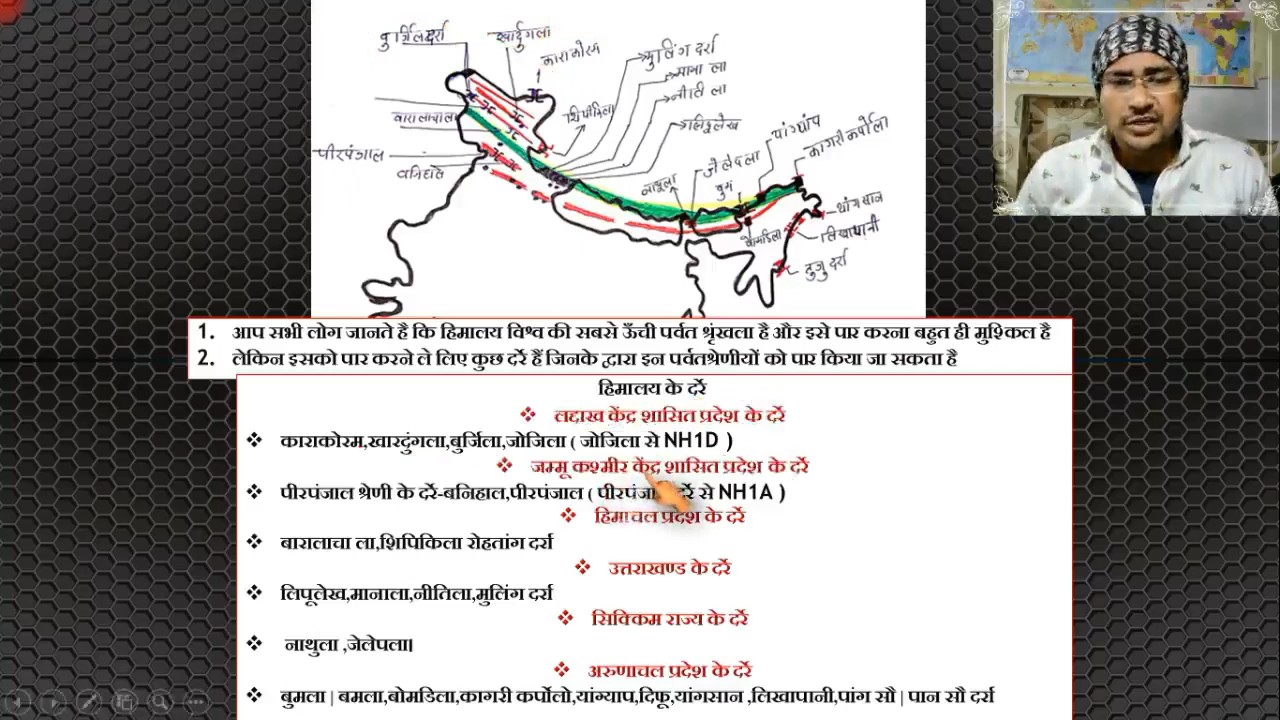 बुर्जिल दर्रा
खार्दुंगला
काराकोरम
मुलिंग दर्रा
माना ला
नीति ला
बारालाचाला
शिपकिला
लिपुलेख
पीरपंजाल
बनिहाल
नाथूला
जेलेपला
बुम
यांग्याप
कागरी कर्पोला
बोमडिला
यांगसान
लिखापानी
तुजु दर्रा
1. आप सभी लोग जानते है कि हिमालय विश्व की सबसे ऊँची पर्वत श्रृंखला है और इसे पार करना बहुत ही मुश्किल है
2. लेकिन इसको पार करने ले लिए कुछ दर्रे हैं जिनके द्वारा इन पर्वतश्रेणीयों को पार किया जा सकता है
हिमालय के दर्रे
❖ लद्दाख केंद्र शासित प्रदेश के दर्रे
❖ काराकोरम,खारदुंगला,बुर्जिला,जोजिला ( जोजिला से NH1D )
❖ जम्मू कश्मीर केंद्र शासित प्रदेश के दर्रे
❖ पीरपंजाल श्रेणी के दर्रे-बनिहाल,पीरपंजाल ( पीरपंजा दर्रे से NH1A )
❖ हिमाचल प्रदेश के दर्रे
❖ बारालाचा ला,शिपिकिला रोहतांग दर्रा
❖ उत्तराखण्ड के दर्रे
❖ लिपूलेख,मानाला,नीतिला,मुलिंग दर्रा
❖ सिक्किम राज्य के दर्रे
❖ नाथुला ,जेलेपला।
❖ अरुणाचल प्रदेश के दर्रे
❖ बुमला | बमला,बोमडिला,कागरी कर्पोलो,यांग्याप,दिफू,यांगसान ,लिखापानी,पांग सौ | पान सौ दर्रा